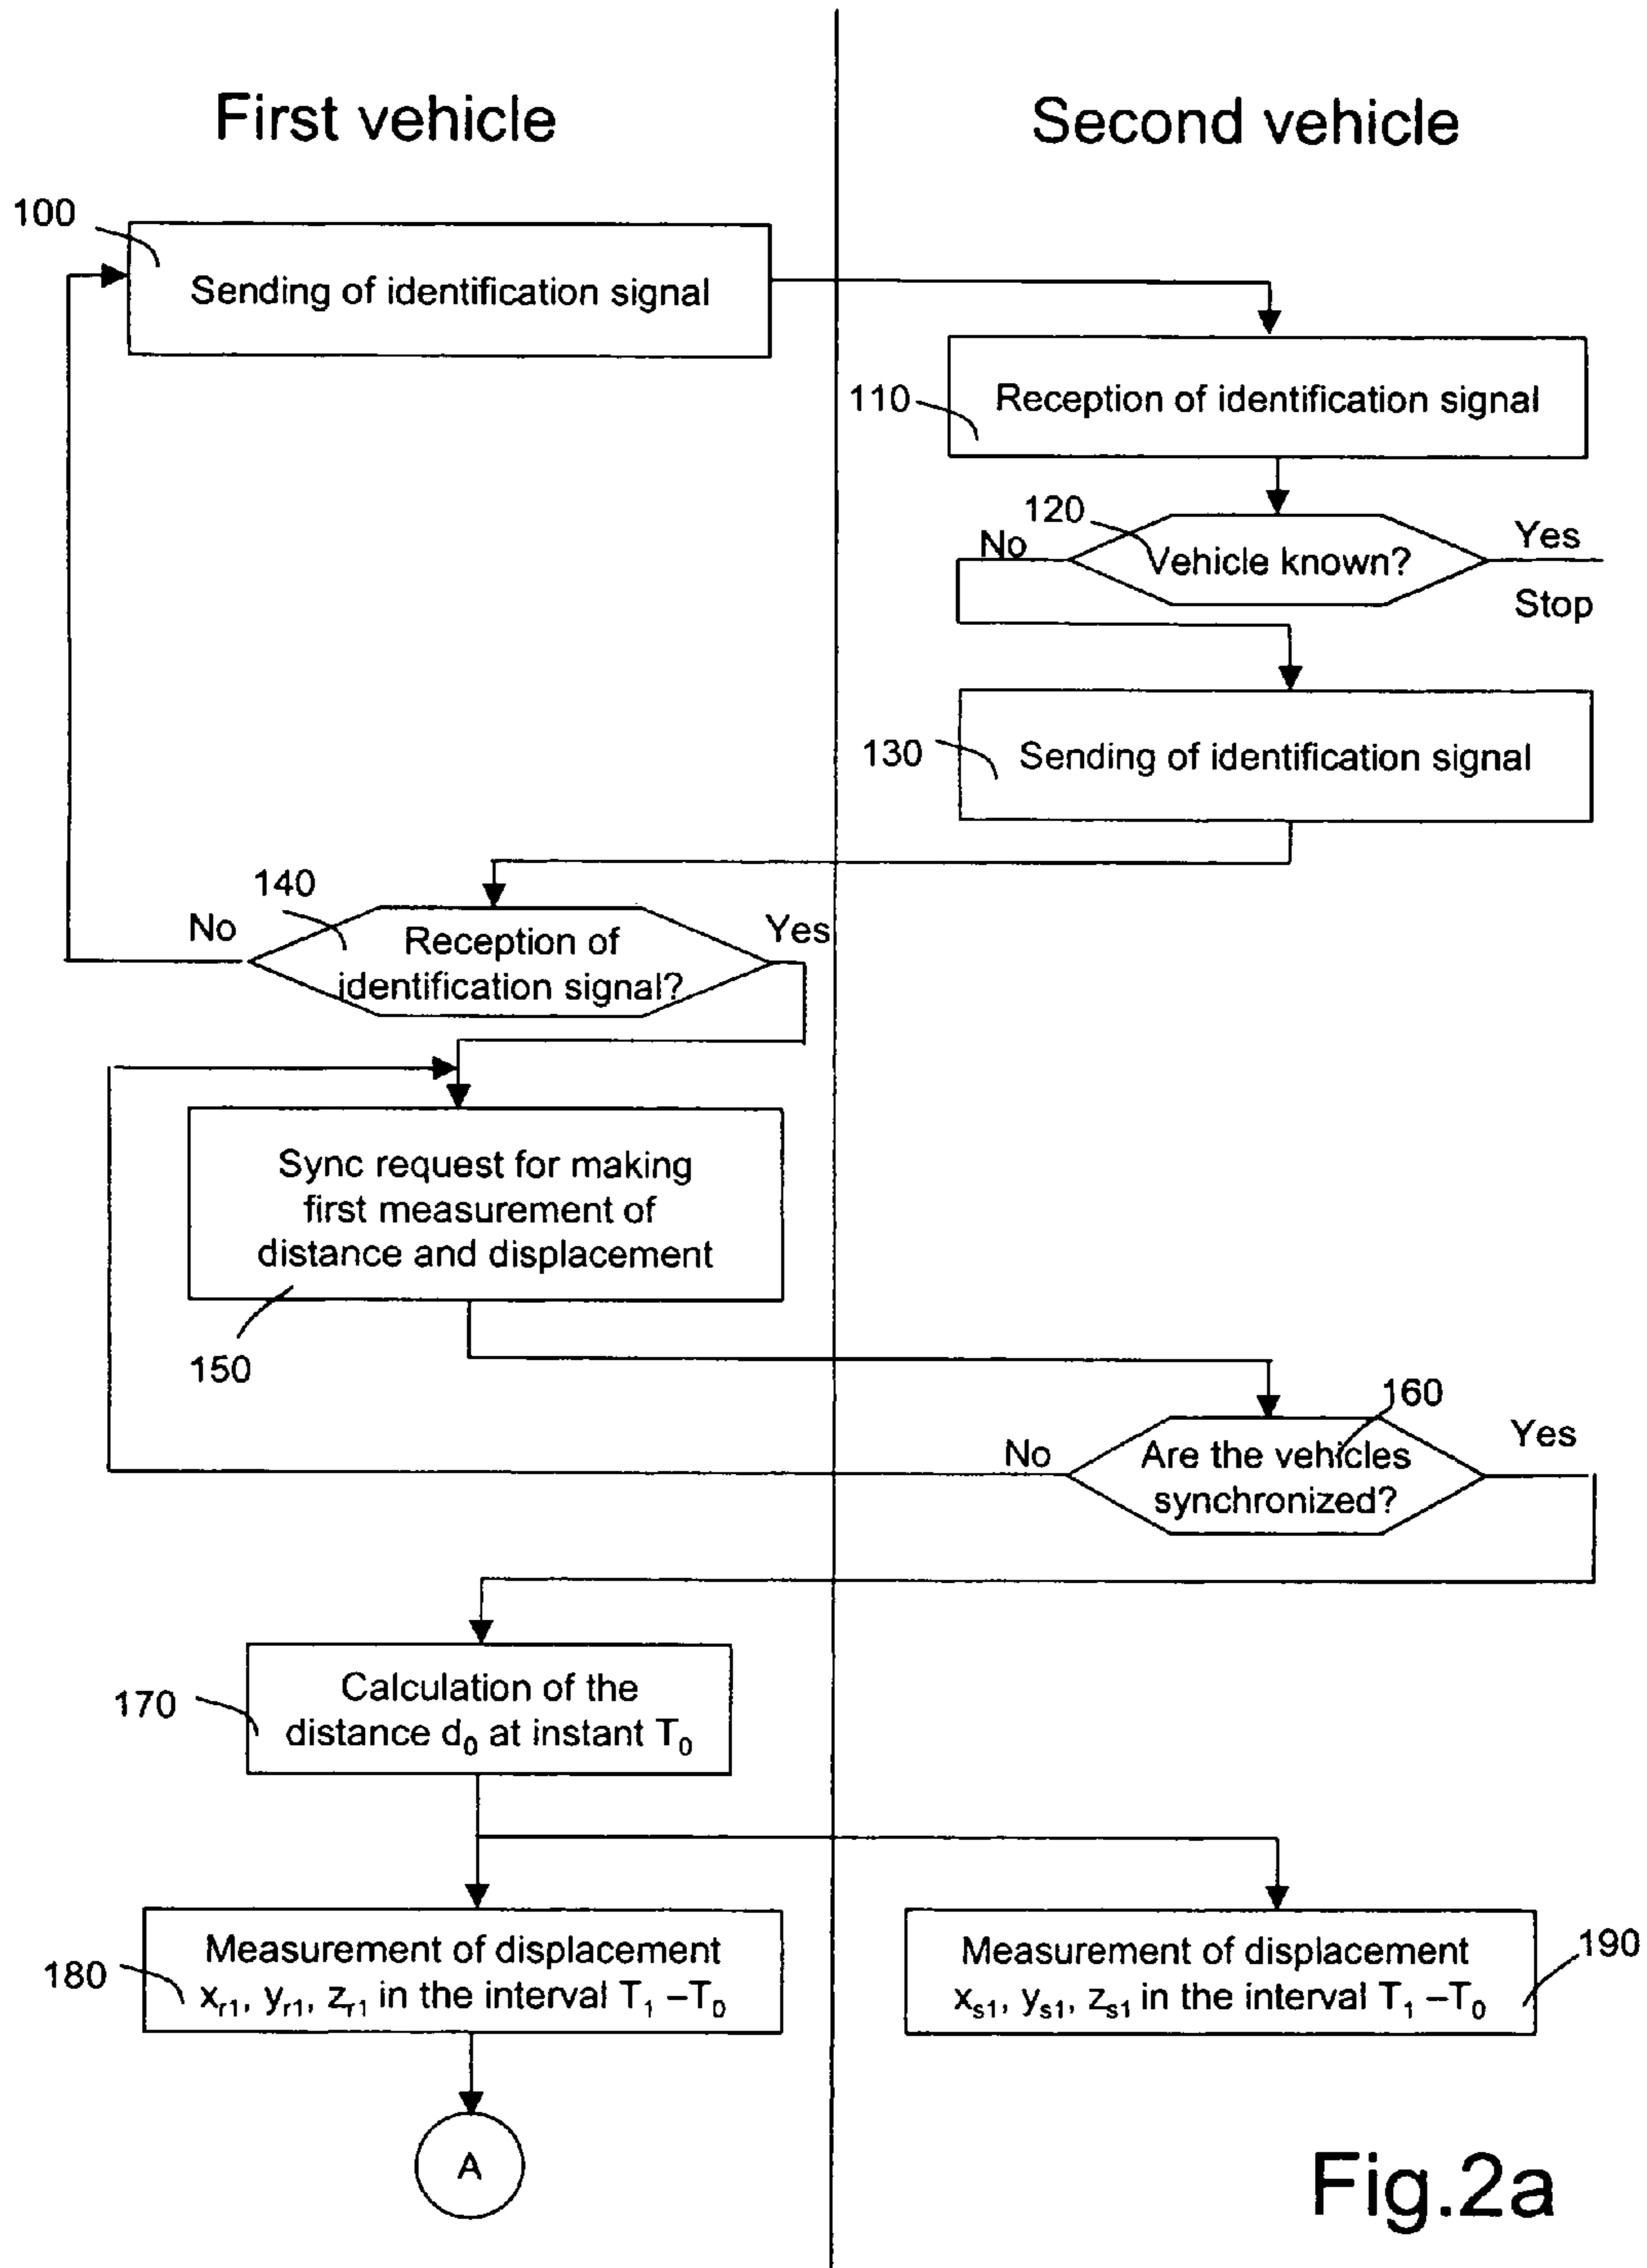 First vehicle
Second vehicle
100
Sending of identification signal
110
Reception of identification signal
120
No
Vehicle known?
Yes
Stop
130
Sending of identification signal
140
No
Reception of
identification signal?
Yes
Sync request for making
first measurement of
distance and displacement
150
160
No
Are the vehicles
synchronized?
Yes
170
Calculation of the
distance d₀ at instant T₀
180
Measurement of displacement
xᵣ₁, yᵣ₁, zᵣ₁ in the interval T₁ –T₀
Measurement of displacement
xₛ₁, yₛ₁, zₛ₁ in the interval T₁ –T₀
190
A
Fig.2a